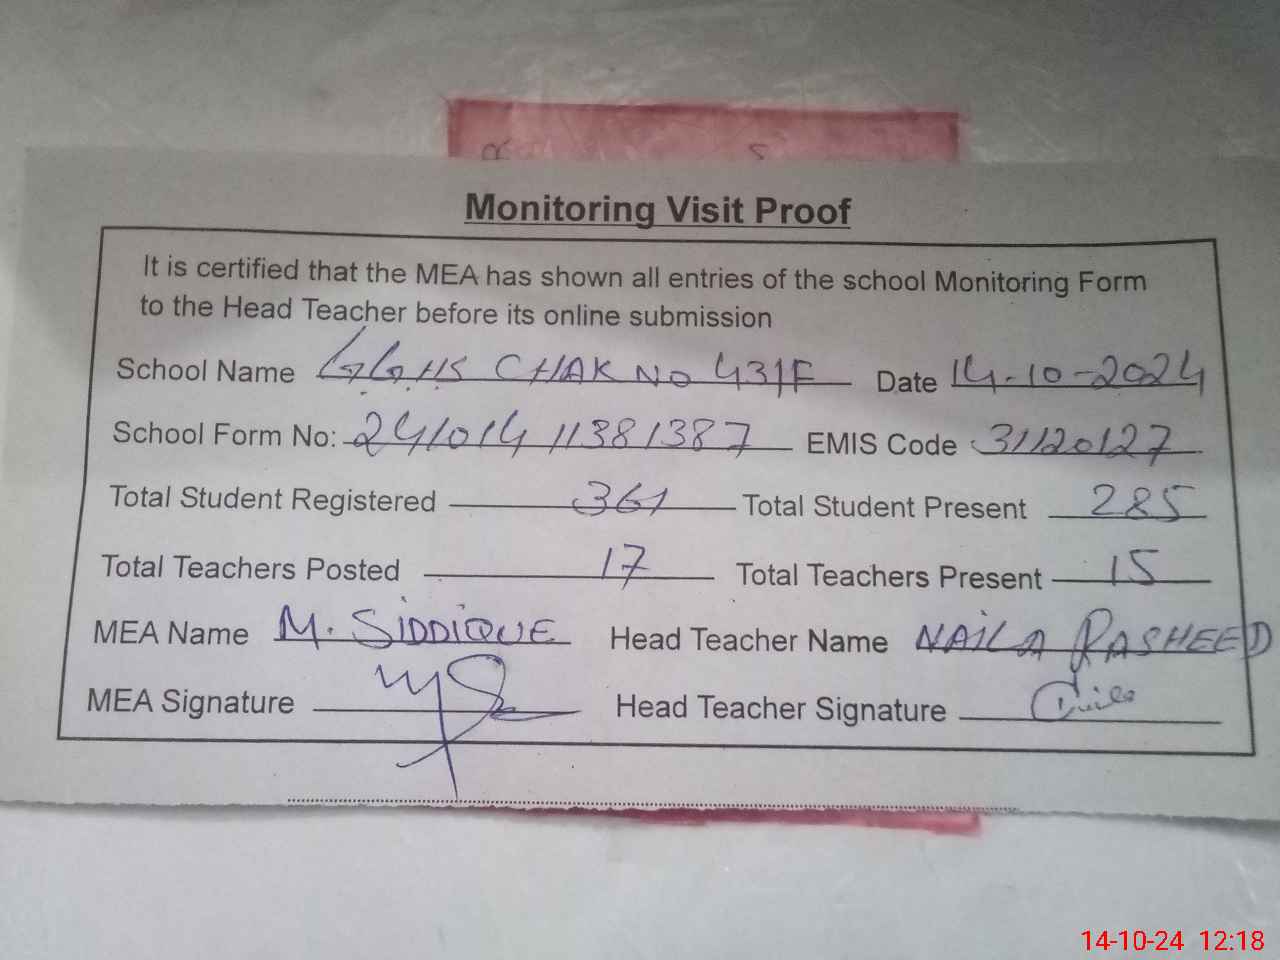 Monitoring Visit Proof
It is certified that the MEA has shown all entries of the school Monitoring Form
to the Head Teacher before its online submission
School Name GGHS CHAK NO 431F Date 14-10-2024
School Form No: 241014 11381387 EMIS Code 31120127
Total Student Registered 361 Total Student Present 285
Total Teachers Posted 17 Total Teachers Present 15
MEA Name M. SIDDIQUE Head Teacher Name NAILA RASHEED
MEA Signature Head Teacher Signature
14-10-24 12:18